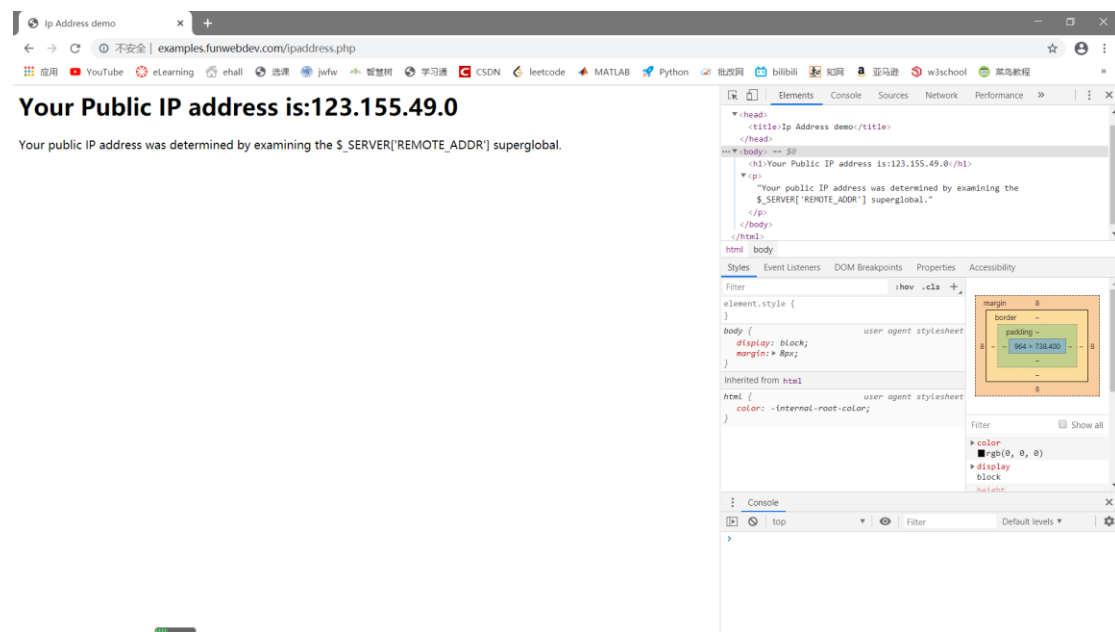 Ip Address demo × +
不安全 | examples.funwebdev.com/ipaddress.php
应用 YouTube eLearning ehall 选课 jwfw 智慧树 学习通 CSDN leetcode MATLAB Python 批改网 bilibili 知网 亚马逊 w3school 菜鸟教程 »
Your Public IP address is:123.155.49.0
Your public IP address was determined by examining the $_SERVER['REMOTE_ADDR'] superglobal.
Elements Console Sources Network Performance »
▼<head>
<title>Ip Address demo</title>
</head>
···▼<body> == $0
<h1>Your Public IP address is:123.155.49.0</h1>
▼<p>
"Your public IP address was determined by examining the
$_SERVER['REMOTE_ADDR'] superglobal."
</p>
</body>
</html>
html body
Styles Event Listeners DOM Breakpoints Properties Accessibility
Filter :hov .cls +
element.style {
}
body { user agent stylesheet
display: block;
margin:▶ 8px;
}
Inherited from html
html { user agent stylesheet
color: -internal-root-color;
}
margin 8
border –
padding –
8 – – 964 × 738.400 – – 8
–
–
8
Filter Show all
▶color
rgb(0, 0, 0)
▶display
block
height
Console
top ▼ Filter Default levels ▼
>